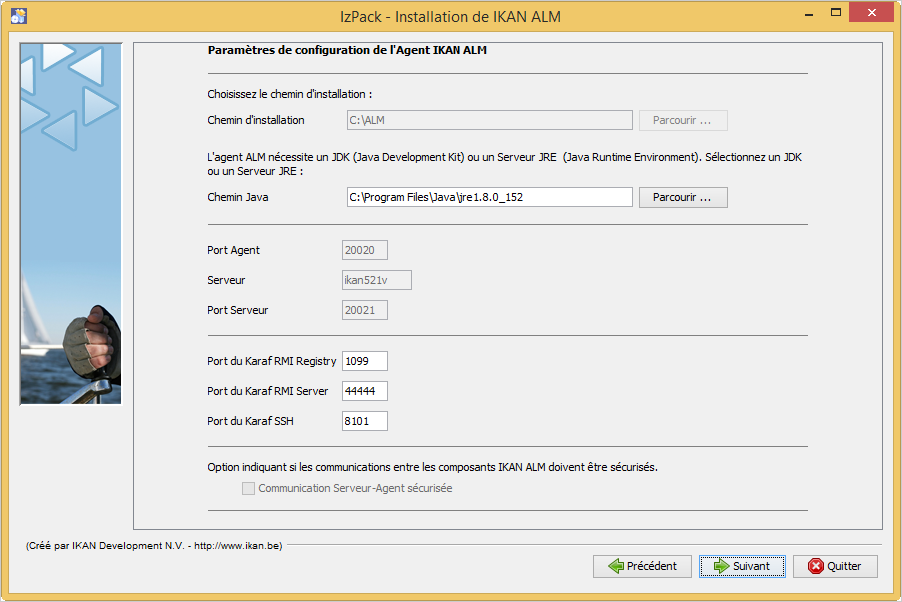 IzPack - Installation de IKAN ALM
Paramètres de configuration de l'Agent IKAN ALM
Choisissez le chemin d'installation :
Chemin d'installation C:\ALM Parcourir ...
L'agent ALM nécessite un JDK (Java Development Kit) ou un Serveur JRE (Java Runtime Environment). Sélectionnez un JDK
ou un Serveur JRE :
Chemin Java C:\Program Files\Java\jre1.8.0_152 Parcourir ...
Port Agent 20020
Serveur ikan521v
Port Serveur 20021
Port du Karaf RMI Registry 1099
Port du Karaf RMI Server 44444
Port du Karaf SSH 8101
Option indiquant si les communications entre les composants IKAN ALM doivent être sécurisés.
Communication Serveur-Agent sécurisée
(Créé par IKAN Development N.V. - http://www.ikan.be)
Précédent Suivant Quitter